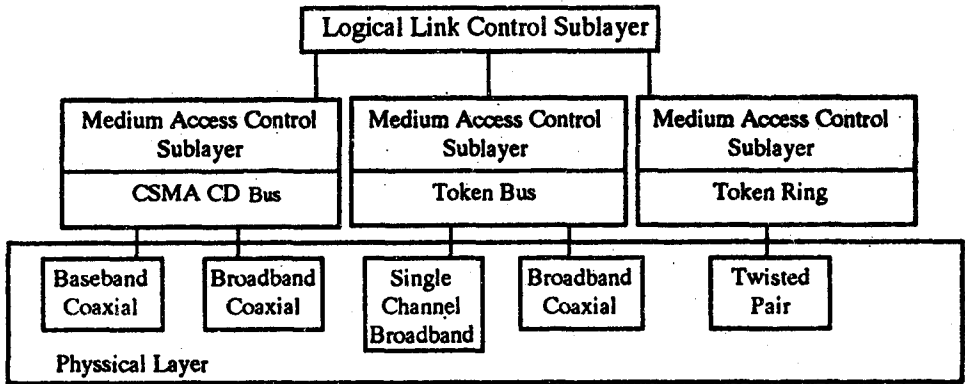 Logical Link Control Sublayer
Medium Access Control
Sublayer
CSMA CD Bus
Medium Access Control
Sublayer
Token Bus
Medium Access Control
Sublayer
Token Ring
Baseband
Coaxial
Broadband
Coaxial
Single
Channel
Broadband
Broadband
Coaxial
Twisted
Pair
Physsical Layer